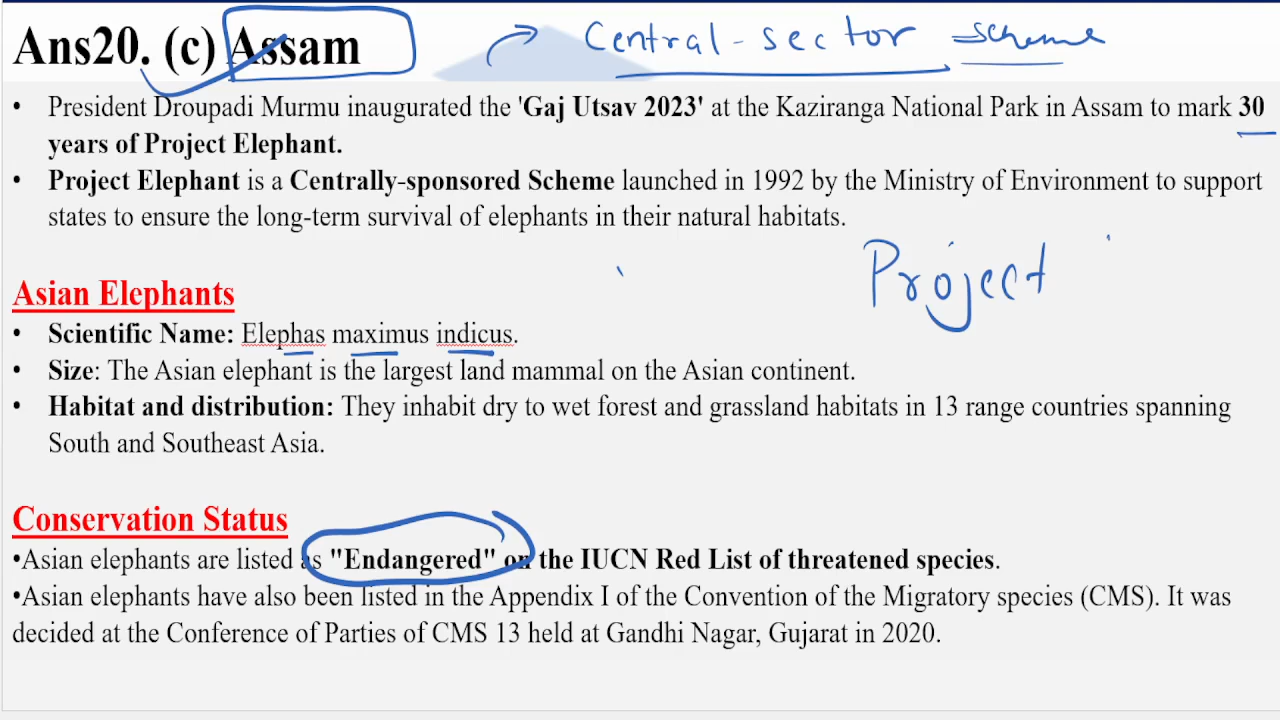 Ans20. (c) Assam
Central-sector scheme
• President Droupadi Murmu inaugurated the 'Gaj Utsav 2023' at the Kaziranga National Park in Assam to mark 30
years of Project Elephant.
• Project Elephant is a Centrally-sponsored Scheme launched in 1992 by the Ministry of Environment to support
states to ensure the long-term survival of elephants in their natural habitats.
Project
Asian Elephants
• Scientific Name: Elephas maximus indicus.
• Size: The Asian elephant is the largest land mammal on the Asian continent.
• Habitat and distribution: They inhabit dry to wet forest and grassland habitats in 13 range countries spanning
South and Southeast Asia.
Conservation Status
•Asian elephants are listed as "Endangered" on the IUCN Red List of threatened species.
•Asian elephants have also been listed in the Appendix I of the Convention of the Migratory species (CMS). It was
decided at the Conference of Parties of CMS 13 held at Gandhi Nagar, Gujarat in 2020.